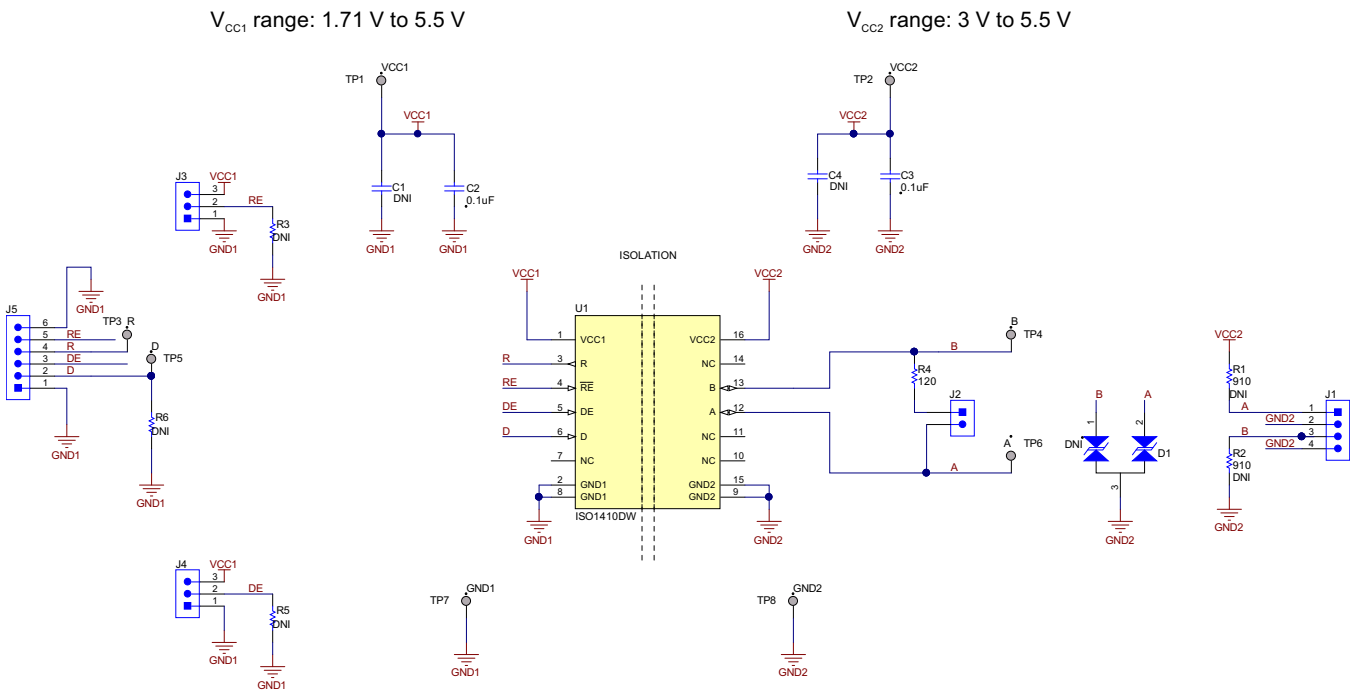 VCC1 range: 1.71 V to 5.5 V
VCC2 range: 3 V to 5.5 V
VCC1
TP1
VCC1
C1
DNI
C2
0.1uF
GND1
GND1
VCC2
TP2
VCC2
C4
DNI
C3
0.1uF
GND2
GND2
J3
VCC1
3
2
1
RE
R3
DNI
GND1
GND1
GND1
J5
6
5
4
3
2
1
RE
R
DE
D
TP3
R
D
TP5
R6
DNI
GND1
GND1
ISOLATION
VCC1
VCC2
U1
1
VCC1
3
R
R
4
RE
RE
5
DE
DE
6
D
D
7
NC
2
GND1
8
GND1
VCC2
16
NC
14
B
13
A
12
NC
11
NC
10
GND2
15
GND2
9
ISO1410DW
GND1
GND2
B
B
TP4
R4
120
J2
A
TP6
A
B
A
1
2
DNI
D1
3
GND2
VCC2
R1
910
DNI
J1
A
1
GND2
2
B
3
GND2
4
R2
910
DNI
GND2
J4
VCC1
3
2
1
DE
R5
DNI
GND1
GND1
TP7
GND1
GND1
TP8
GND2
GND2